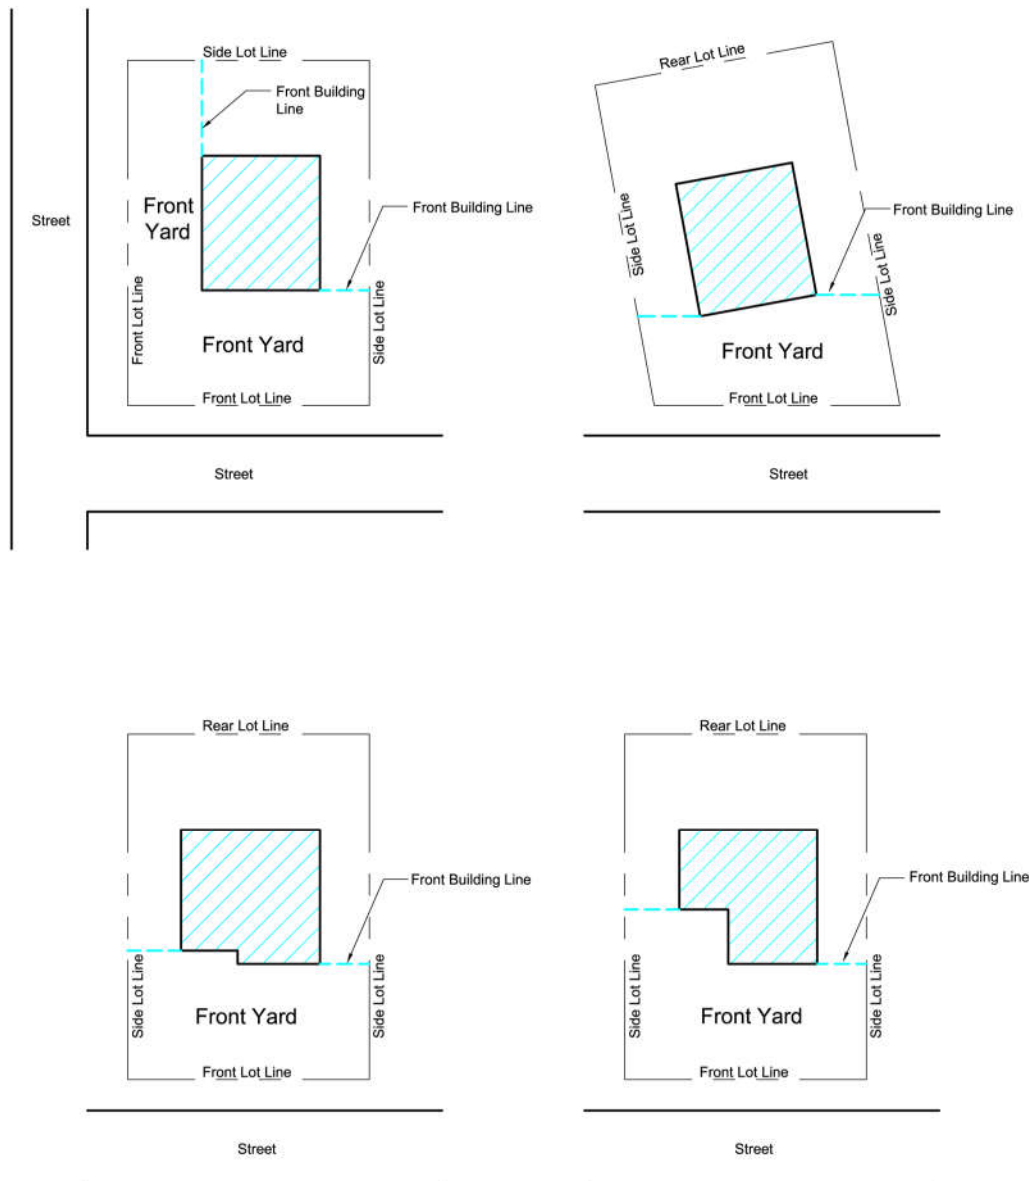 Side Lot Line
Front Building
Line
Street
Front
Yard
Front Building Line
Front Lot Line
Front Yard
Side Lot Line
Front Lot Line
Street
Rear Lot Line
Side Lot Line
Front Building Line
Side Lot Line
Front Yard
Front Lot Line
Street
Rear Lot Line
Front Building Line
Side Lot Line
Front Yard
Side Lot Line
Front Lot Line
Street
Rear Lot Line
Front Building Line
Side Lot Line
Front Yard
Side Lot Line
Front Lot Line
Street